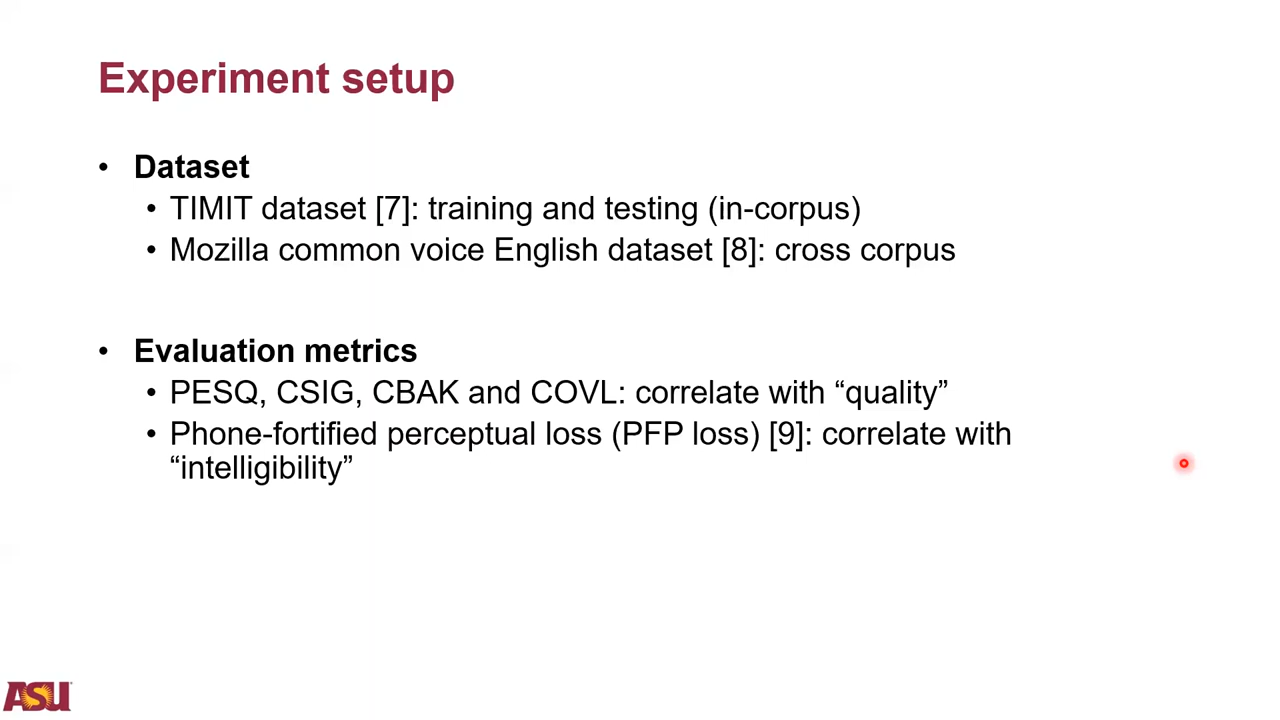 Experiment setup
• Dataset
• TIMIT dataset [7]: training and testing (in-corpus)
• Mozilla common voice English dataset [8]: cross corpus
• Evaluation metrics
• PESQ, CSIG, CBAK and COVL: correlate with “quality”
• Phone-fortified perceptual loss (PFP loss) [9]: correlate with
“intelligibility”
ASU